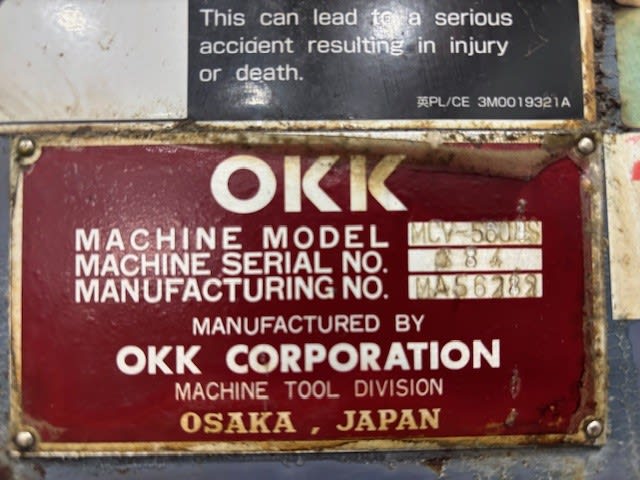 This can lead to a serious
accident resulting in injury
or death.
英PL/CE 3M0019321A
OKK
MACHINE MODEL
MACHINE SERIAL NO.
MANUFACTURING NO. MA56282
MANUFACTURED BY
OKK CORPORATION
MACHINE TOOL DIVISION
OSAKA , JAPAN